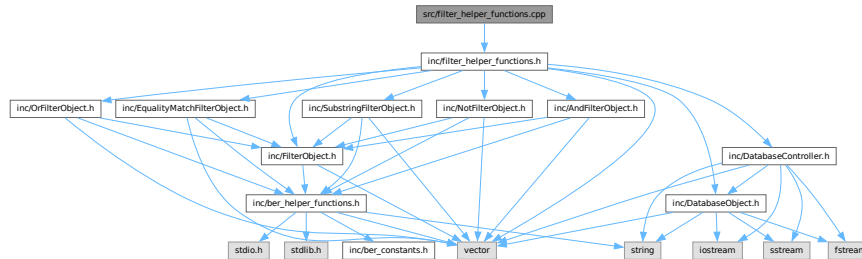 src/filter_helper_functions.cpp
inc/filter_helper_functions.h
inc/OrFilterObject.h
inc/EqualityMatchFilterObject.h
inc/SubstringFilterObject.h
inc/NotFilterObject.h
inc/AndFilterObject.h
inc/FilterObject.h
inc/DatabaseController.h
inc/ber_helper_functions.h
inc/DatabaseObject.h
stdio.h
stdlib.h
inc/ber_constants.h
vector
string
iostream
sstream
fstream